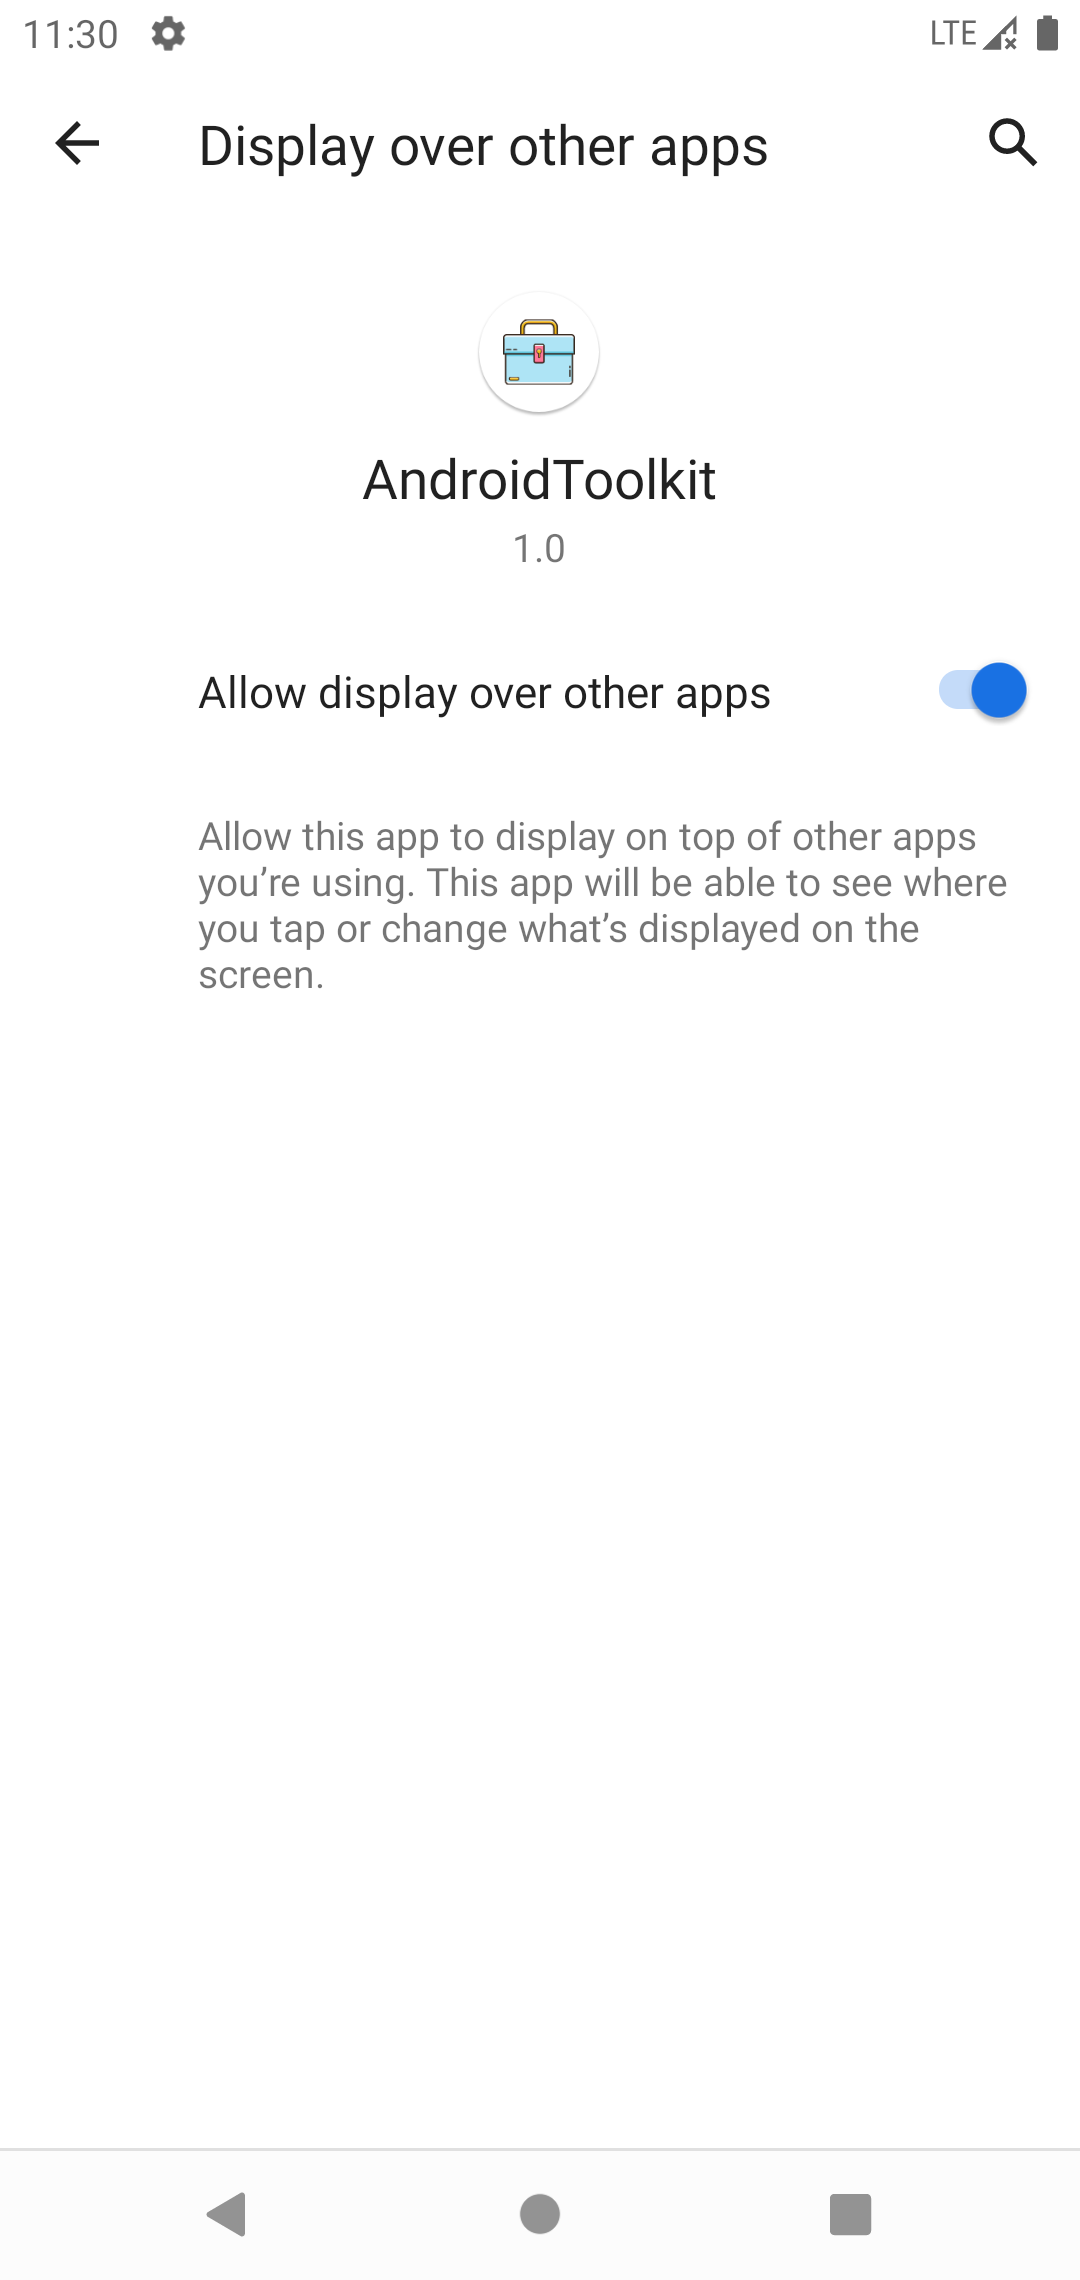 11:30
LTE
Display over other apps
AndroidToolkit
1.0
Allow display over other apps
Allow this app to display on top of other apps
you’re using. This app will be able to see where
you tap or change what’s displayed on the
screen.